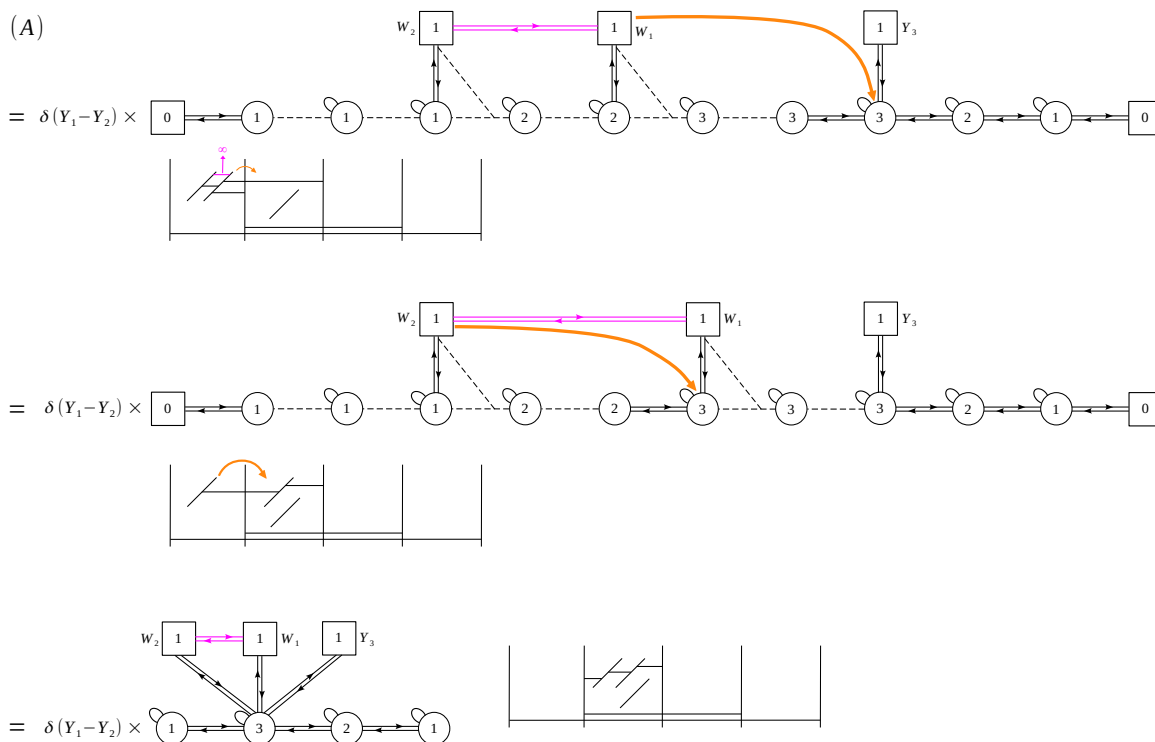 (A)
W₂ 1 1 W₁ 1 Y₃
= δ(Y₁−Y₂) × 0 1 1 1 2 2 3 3 3 2 1 0
∞
W₂ 1 1 W₁ 1 Y₃
= δ(Y₁−Y₂) × 0 1 1 1 2 2 3 3 3 2 1 0
W₂ 1 1 W₁ 1 Y₃
= δ(Y₁−Y₂) × 1 3 2 1